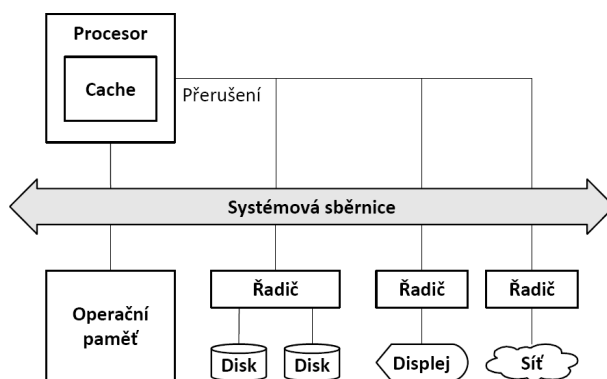 Procesor
Cache
Přerušení
Systémová sběrnice
Operační
paměť
Řadič
Řadič
Řadič
Disk
Disk
Displej
Síť